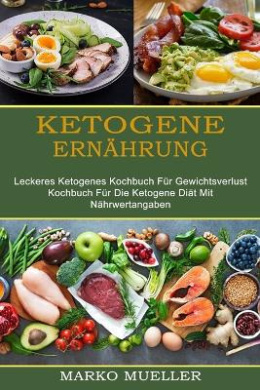 KETOGENE
ERNÄHRUNG
Leckeres Ketogenes Kochbuch Für Gewichtsverlust
Kochbuch Für Die Ketogene Diät Mit
Nährwertangaben
MARKO MUELLER